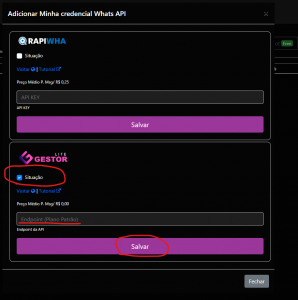 Adicionar Minha credencial Whats API
×
RAPIWHA
Situação
Visitar | Tutorial
Preço Médio P. Msg/ R$ 0,25
API KEY
API KEY
Salvar
LITE
GESTOR
Situação
Visitar | Tutorial
Preço Médio P. Msg/ R$ 0,00
Endpoint (Plano Patrão)
Endpoint da API
Salvar
Fechar